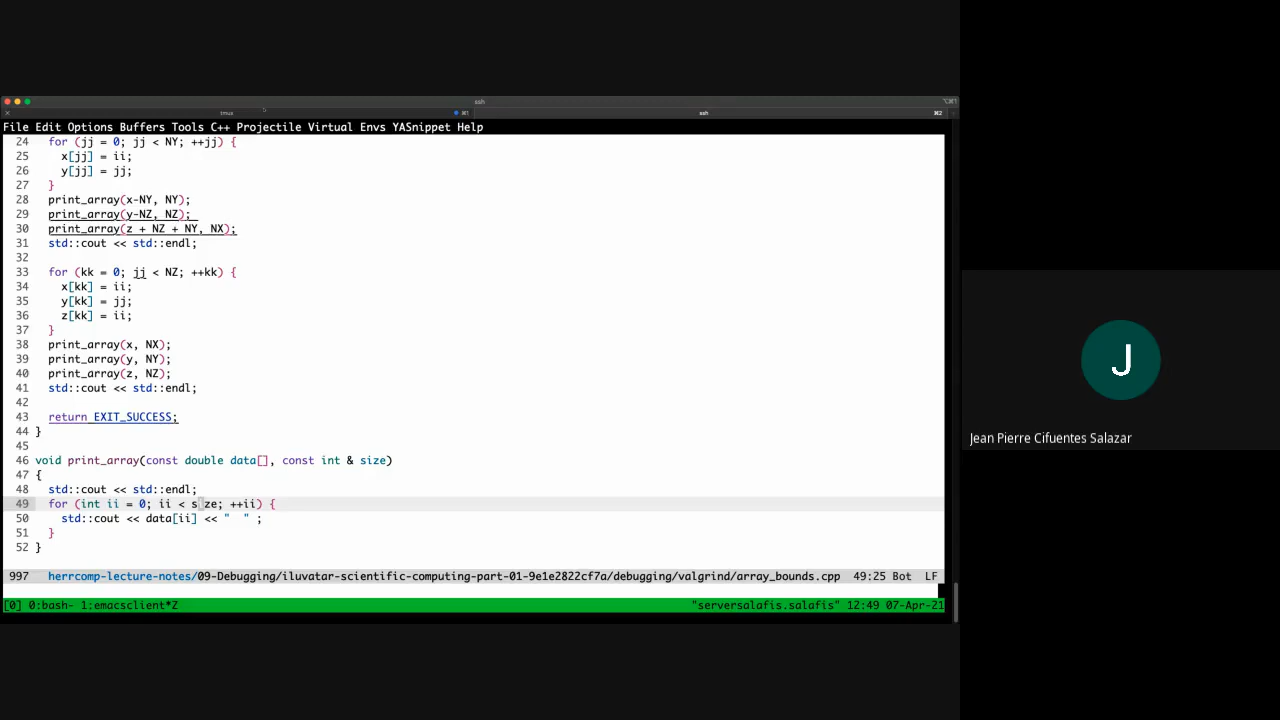 ssh
⌥⌘1
tmux
⌘1
ssh
⌘2
File Edit Options Buffers Tools C++ Projectile Virtual Envs YASnippet Help
24 for (jj = 0; jj < NY; ++jj) {
25 x[jj] = ii;
26 y[jj] = jj;
27 }
28 print_array(x-NY, NY);
29 print_array(y-NZ, NZ);
30 print_array(z + NZ + NY, NX);
31 std::cout << std::endl;
32
33 for (kk = 0; jj < NZ; ++kk) {
34 x[kk] = ii;
35 y[kk] = jj;
36 z[kk] = ii;
37 }
38 print_array(x, NX);
39 print_array(y, NY);
40 print_array(z, NZ);
41 std::cout << std::endl;
42
43 return EXIT_SUCCESS;
44 }
45
46 void print_array(const double data[], const int & size)
47 {
48 std::cout << std::endl;
49 for (int ii = 0; ii < size; ++ii) {
50 std::cout << data[ii] << "  " ;
51 }
52 }
997 herrcomp-lecture-notes/09-Debugging/iluvatar-scientific-computing-part-01-9e1e2822cf7a/debugging/valgrind/array_bounds.cpp 49:25 Bot LF
[0] 0:bash- 1:emacsclient*Z "serversalafis.salafis" 12:49 07-Apr-21
J
Jean Pierre Cifuentes Salazar